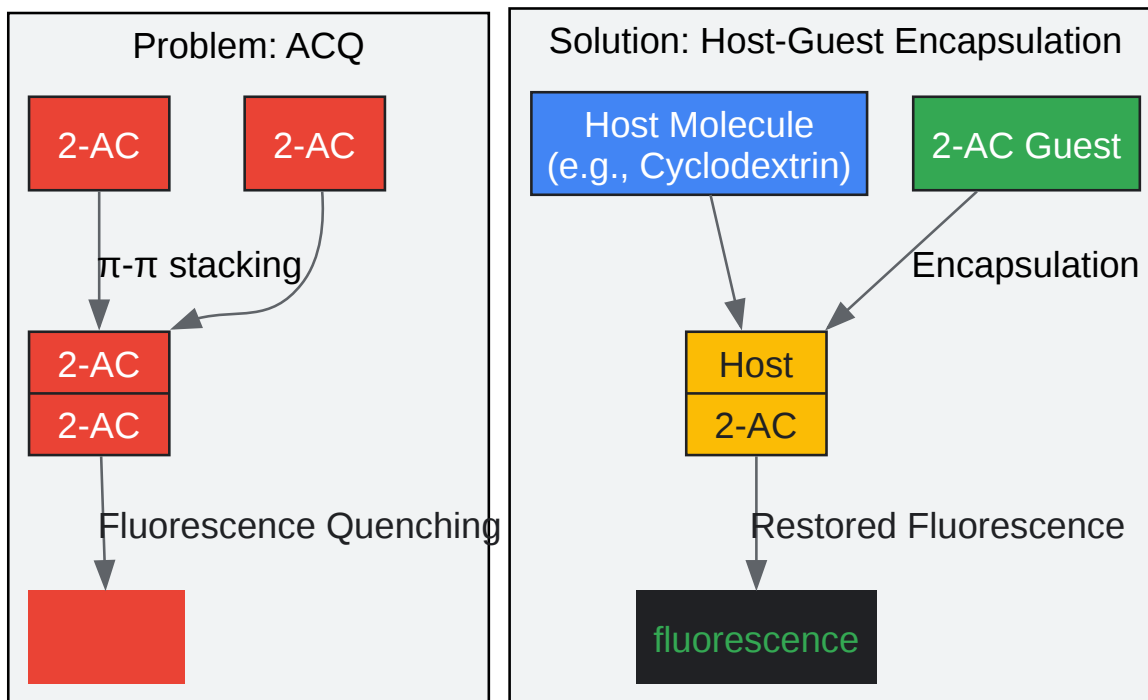 Problem: ACQ
2-AC
2-AC
π-π stacking
2-AC
2-AC
Fluorescence Quenching
Solution: Host-Guest Encapsulation
Host Molecule
(e.g., Cyclodextrin)
2-AC Guest
Encapsulation
Host
2-AC
Restored Fluorescence
fluorescence